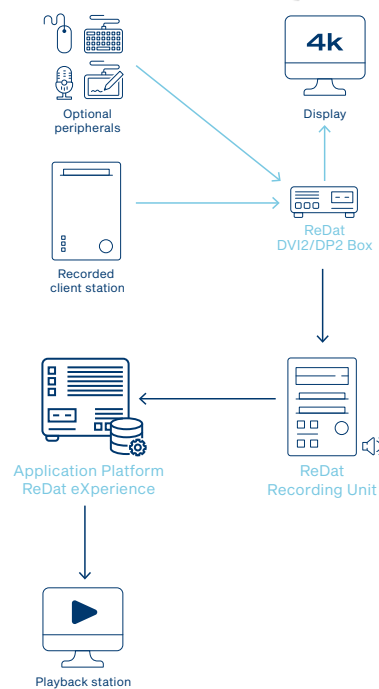 4k
Optional
peripherals
Display
ReDat
DVI2/DP2 Box
Recorded
client station
Application Platform
ReDat eXperience
ReDat
Recording Unit
Playback station